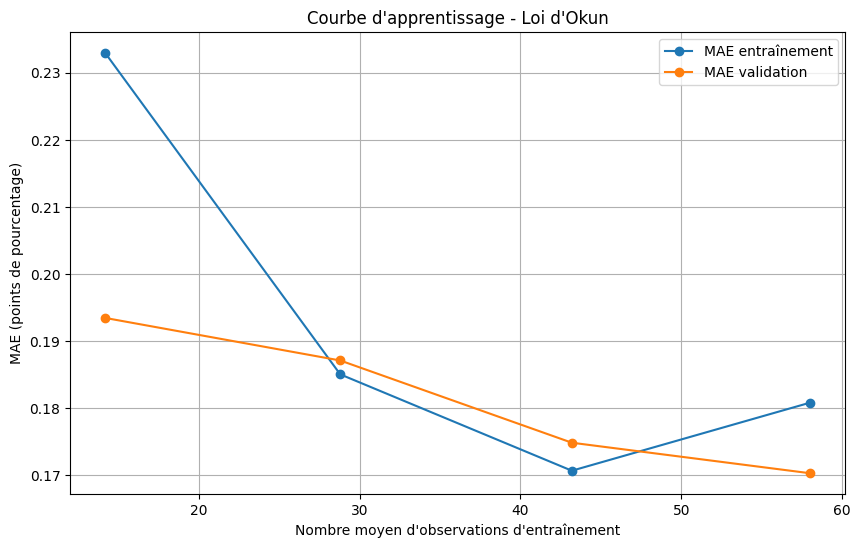 Courbe d'apprentissage - Loi d'Okun
MAE entraînement
MAE validation
0.23
0.22
0.21
0.20
0.19
0.18
0.17
MAE (points de pourcentage)
20
30
40
50
60
Nombre moyen d'observations d'entraînement